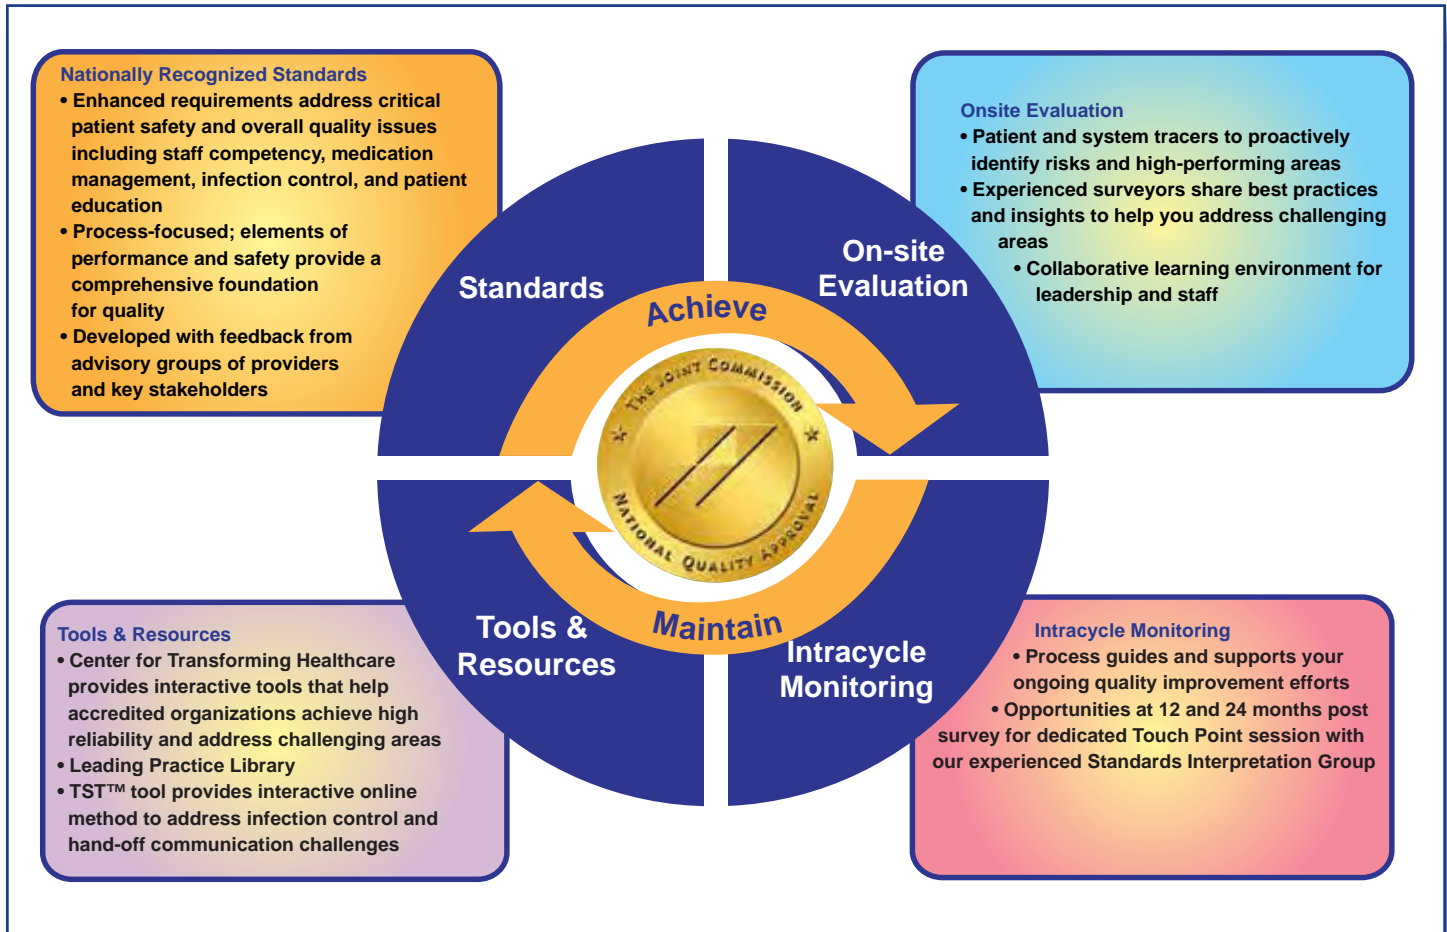 Nationally Recognized Standards
• Enhanced requirements address critical
patient safety and overall quality issues
including staff competency, medication
management, infection control, and patient
education
• Process-focused; elements of
performance and safety provide a
comprehensive foundation
for quality
• Developed with feedback from
advisory groups of providers
and key stakeholders
Onsite Evaluation
• Patient and system tracers to proactively
identify risks and high-performing areas
• Experienced surveyors share best practices
and insights to help you address challenging
areas
• Collaborative learning environment for
leadership and staff
Standards
On-site
Evaluation
Achieve
THE JOINT COMMISSION
NATIONAL QUALITY APPROVAL
Maintain
Tools &
Resources
Intracycle
Monitoring
Tools & Resources
• Center for Transforming Healthcare
provides interactive tools that help
accredited organizations achieve high
reliability and address challenging areas
• Leading Practice Library
• TST™ tool provides interactive online
method to address infection control and
hand-off communication challenges
Intracycle Monitoring
• Process guides and supports your
ongoing quality improvement efforts
• Opportunities at 12 and 24 months post
survey for dedicated Touch Point session with
our experienced Standards Interpretation Group